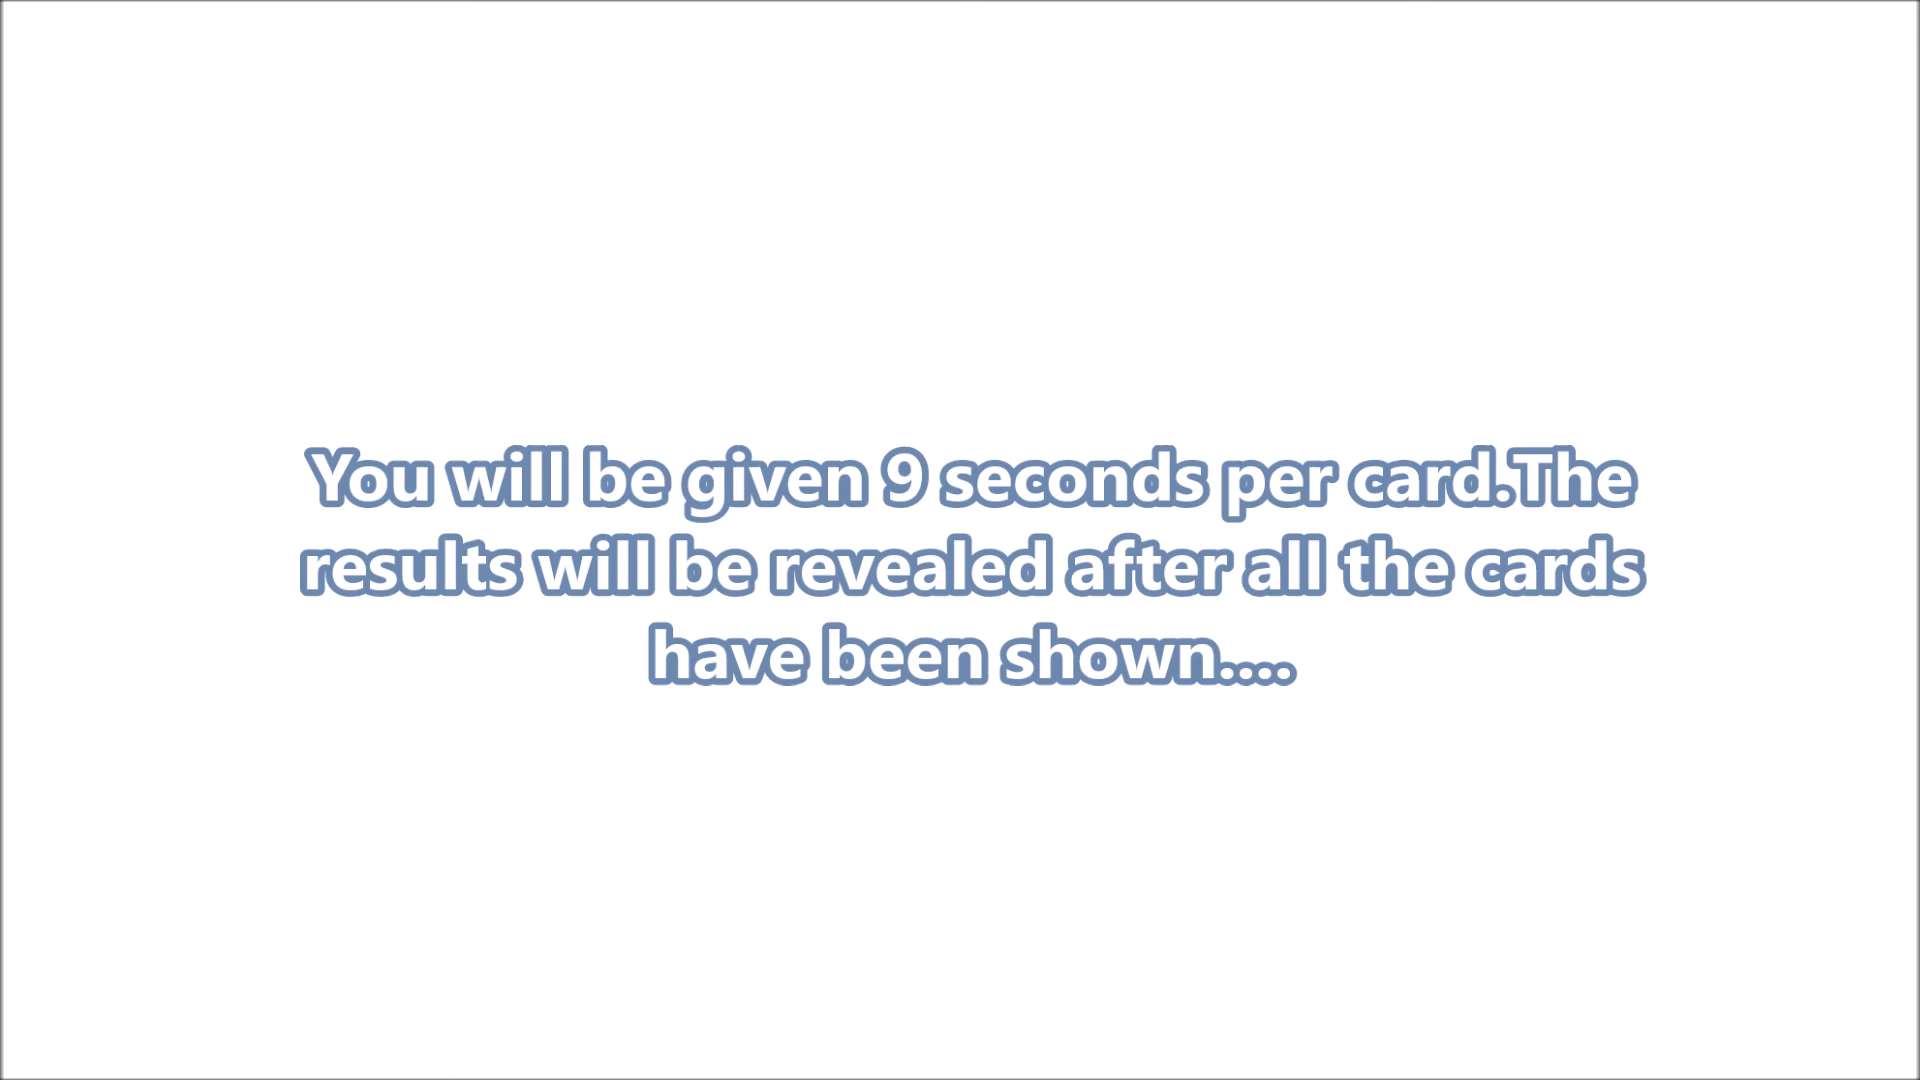 You will be given 9 seconds per card.The
results will be revealed after all the cards
have been shown....